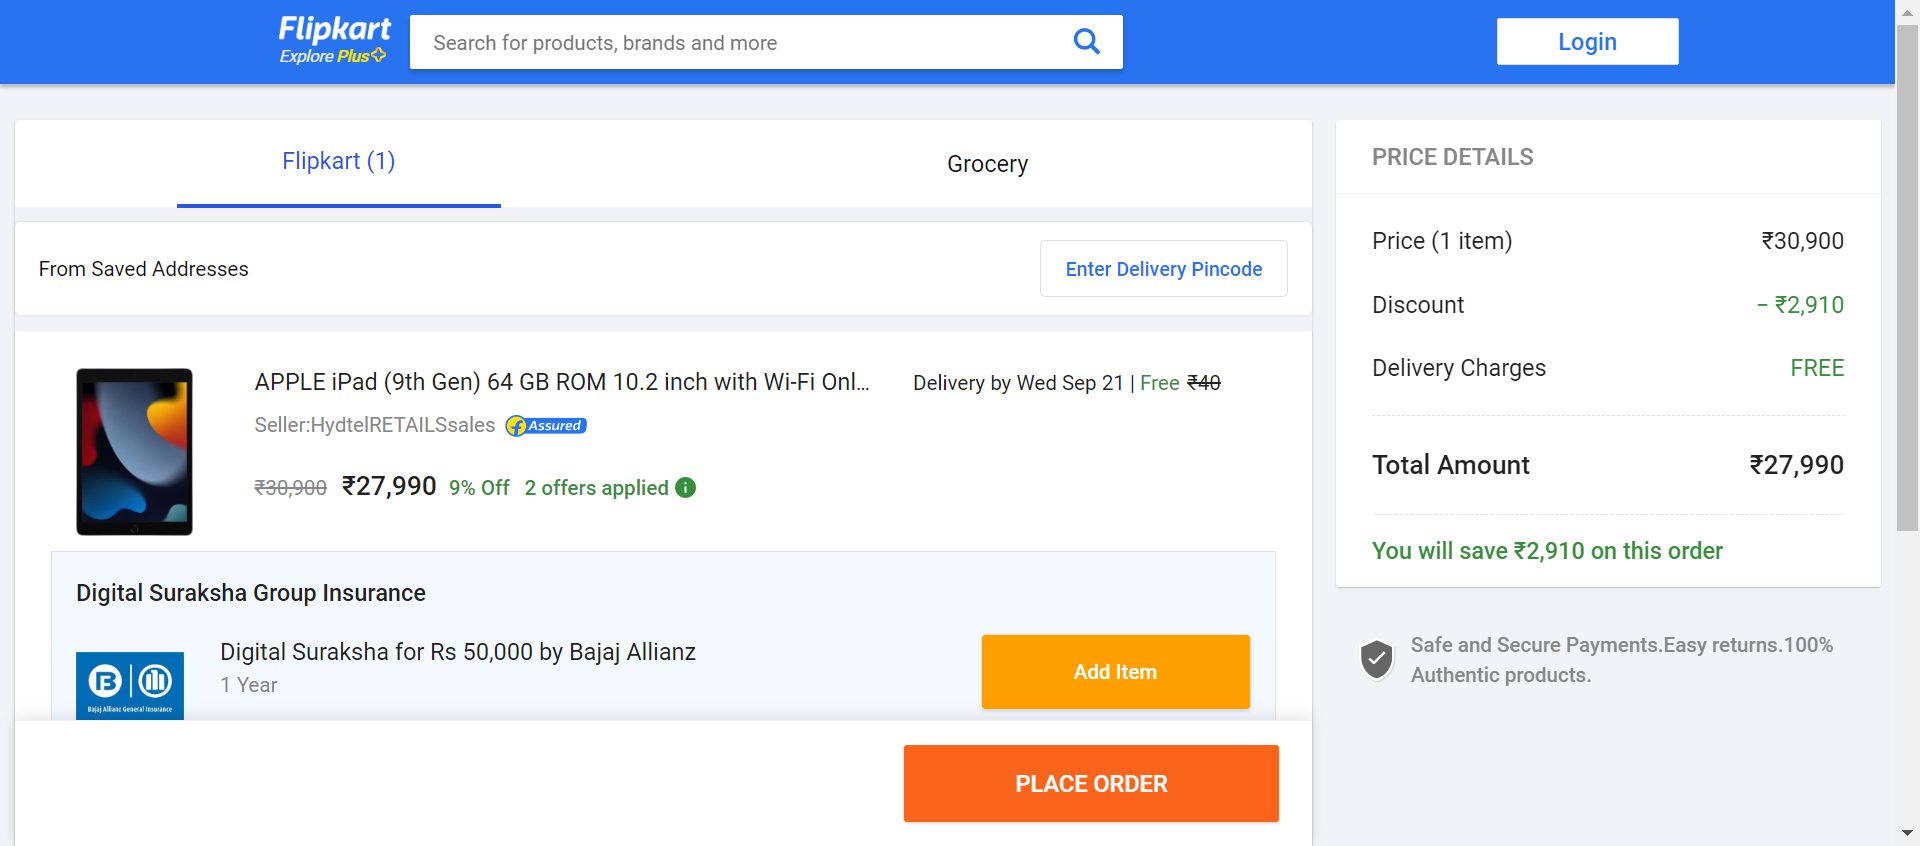 Flipkart
Explore Plus
Search for products, brands and more
Login
Flipkart (1)
Grocery
From Saved Addresses
Enter Delivery Pincode
APPLE iPad (9th Gen) 64 GB ROM 10.2 inch with Wi-Fi Onl...
Delivery by Wed Sep 21 | Free ₹40
Seller:HydtelRETAILSsales
Assured
₹30,900 ₹27,990 9% Off 2 offers applied
Digital Suraksha Group Insurance
Digital Suraksha for Rs 50,000 by Bajaj Allianz
1 Year
Bajaj Allianz General Insurance
Add Item
PLACE ORDER
PRICE DETAILS
Price (1 item) ₹30,900
Discount − ₹2,910
Delivery Charges FREE
Total Amount ₹27,990
You will save ₹2,910 on this order
Safe and Secure Payments.Easy returns.100%
Authentic products.